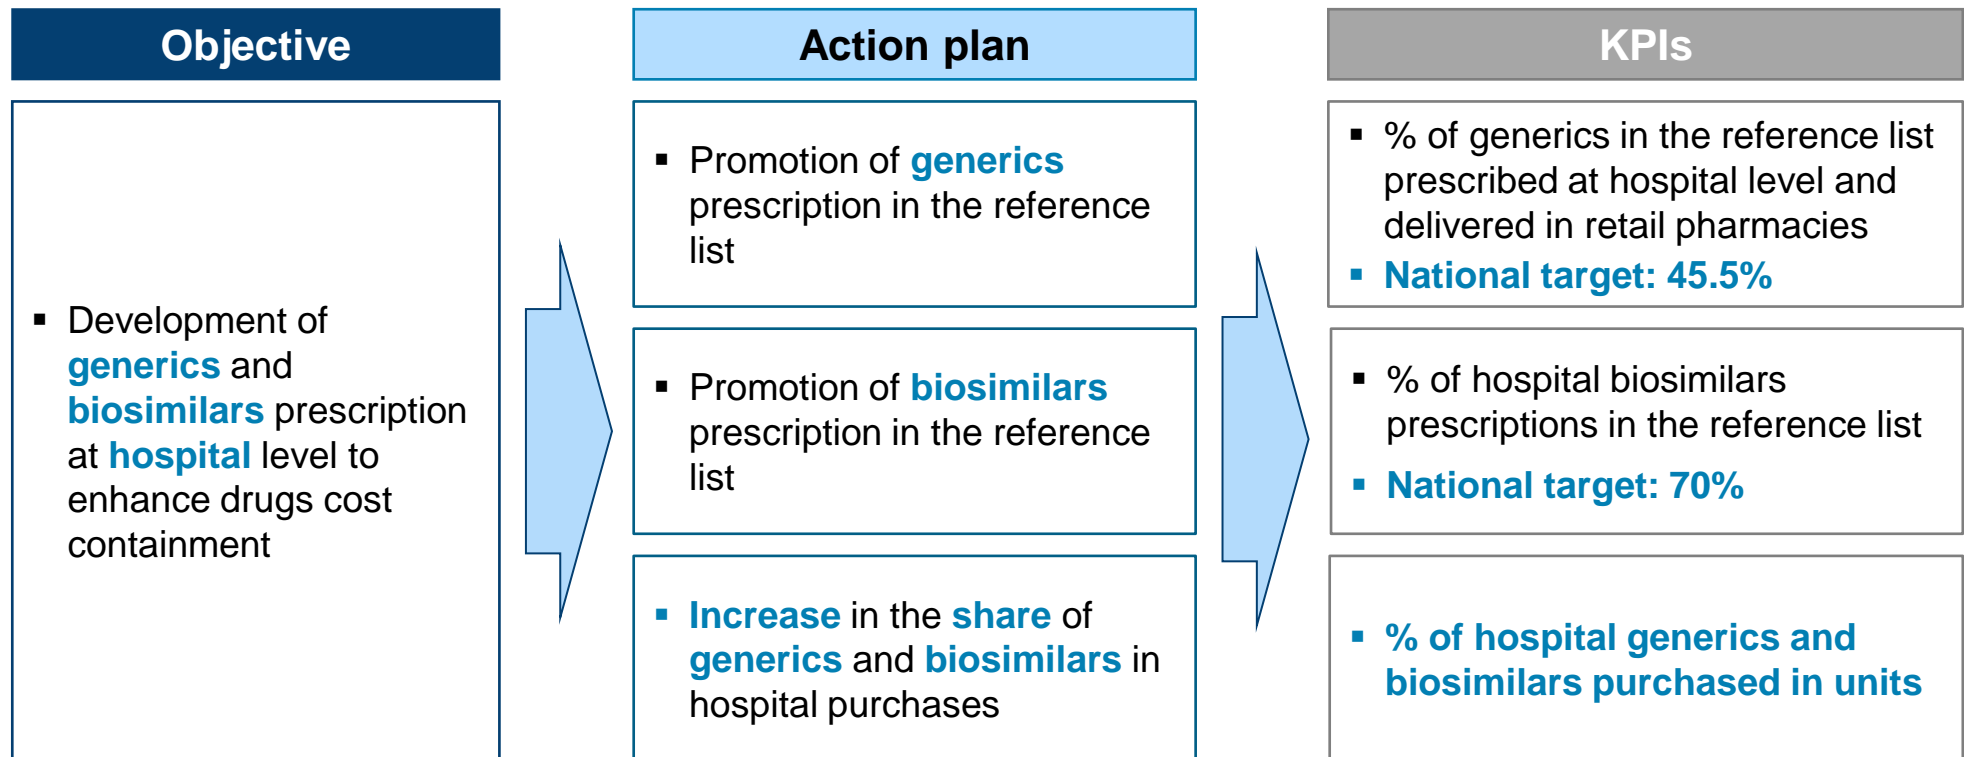 Objective
Action plan
KPIs
▪ Development of
generics and
biosimilars prescription
at hospital level to
enhance drugs cost
containment
▪ Promotion of generics
prescription in the reference
list
▪ Promotion of biosimilars
prescription in the reference
list
▪ Increase in the share of
generics and biosimilars in
hospital purchases
▪ % of generics in the reference list
prescribed at hospital level and
delivered in retail pharmacies
▪ National target: 45.5%
▪ % of hospital biosimilars
prescriptions in the reference list
▪ National target: 70%
▪ % of hospital generics and
biosimilars purchased in units